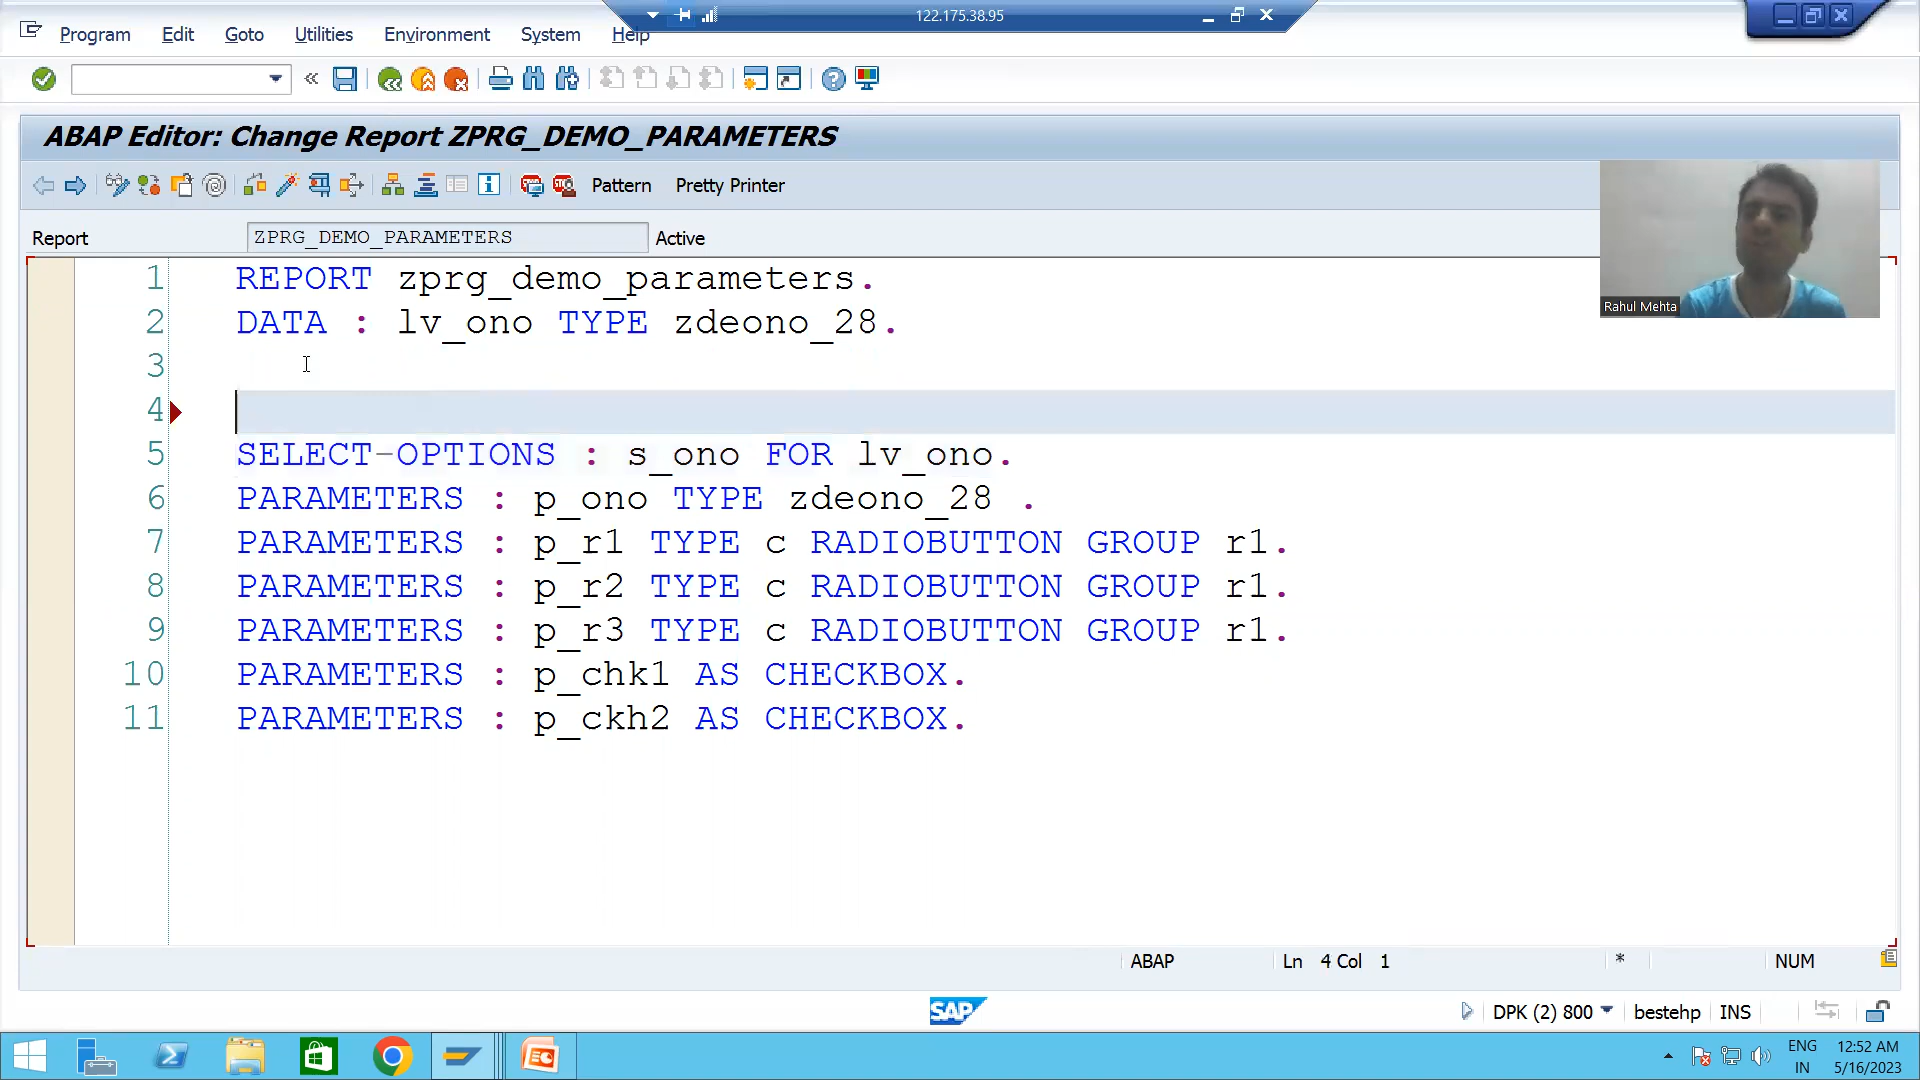 122.175.38.95
Program Edit Goto Utilities Environment System Help
ABAP Editor: Change Report ZPRG_DEMO_PARAMETERS
Pattern Pretty Printer
Report ZPRG_DEMO_PARAMETERS Active
Rahul Mehta
1 REPORT zprg_demo_parameters.
2 DATA : lv_ono TYPE zdeono_28.
3
4
5 SELECT-OPTIONS : s_ono FOR lv_ono.
6 PARAMETERS : p_ono TYPE zdeono_28 .
7 PARAMETERS : p_r1 TYPE c RADIOBUTTON GROUP r1.
8 PARAMETERS : p_r2 TYPE c RADIOBUTTON GROUP r1.
9 PARAMETERS : p_r3 TYPE c RADIOBUTTON GROUP r1.
10 PARAMETERS : p_chk1 AS CHECKBOX.
11 PARAMETERS : p_ckh2 AS CHECKBOX.
ABAP Ln 4 Col 1 * NUM
SAP DPK (2) 800 bestehp INS
ENG 12:52 AM
IN 5/16/2023